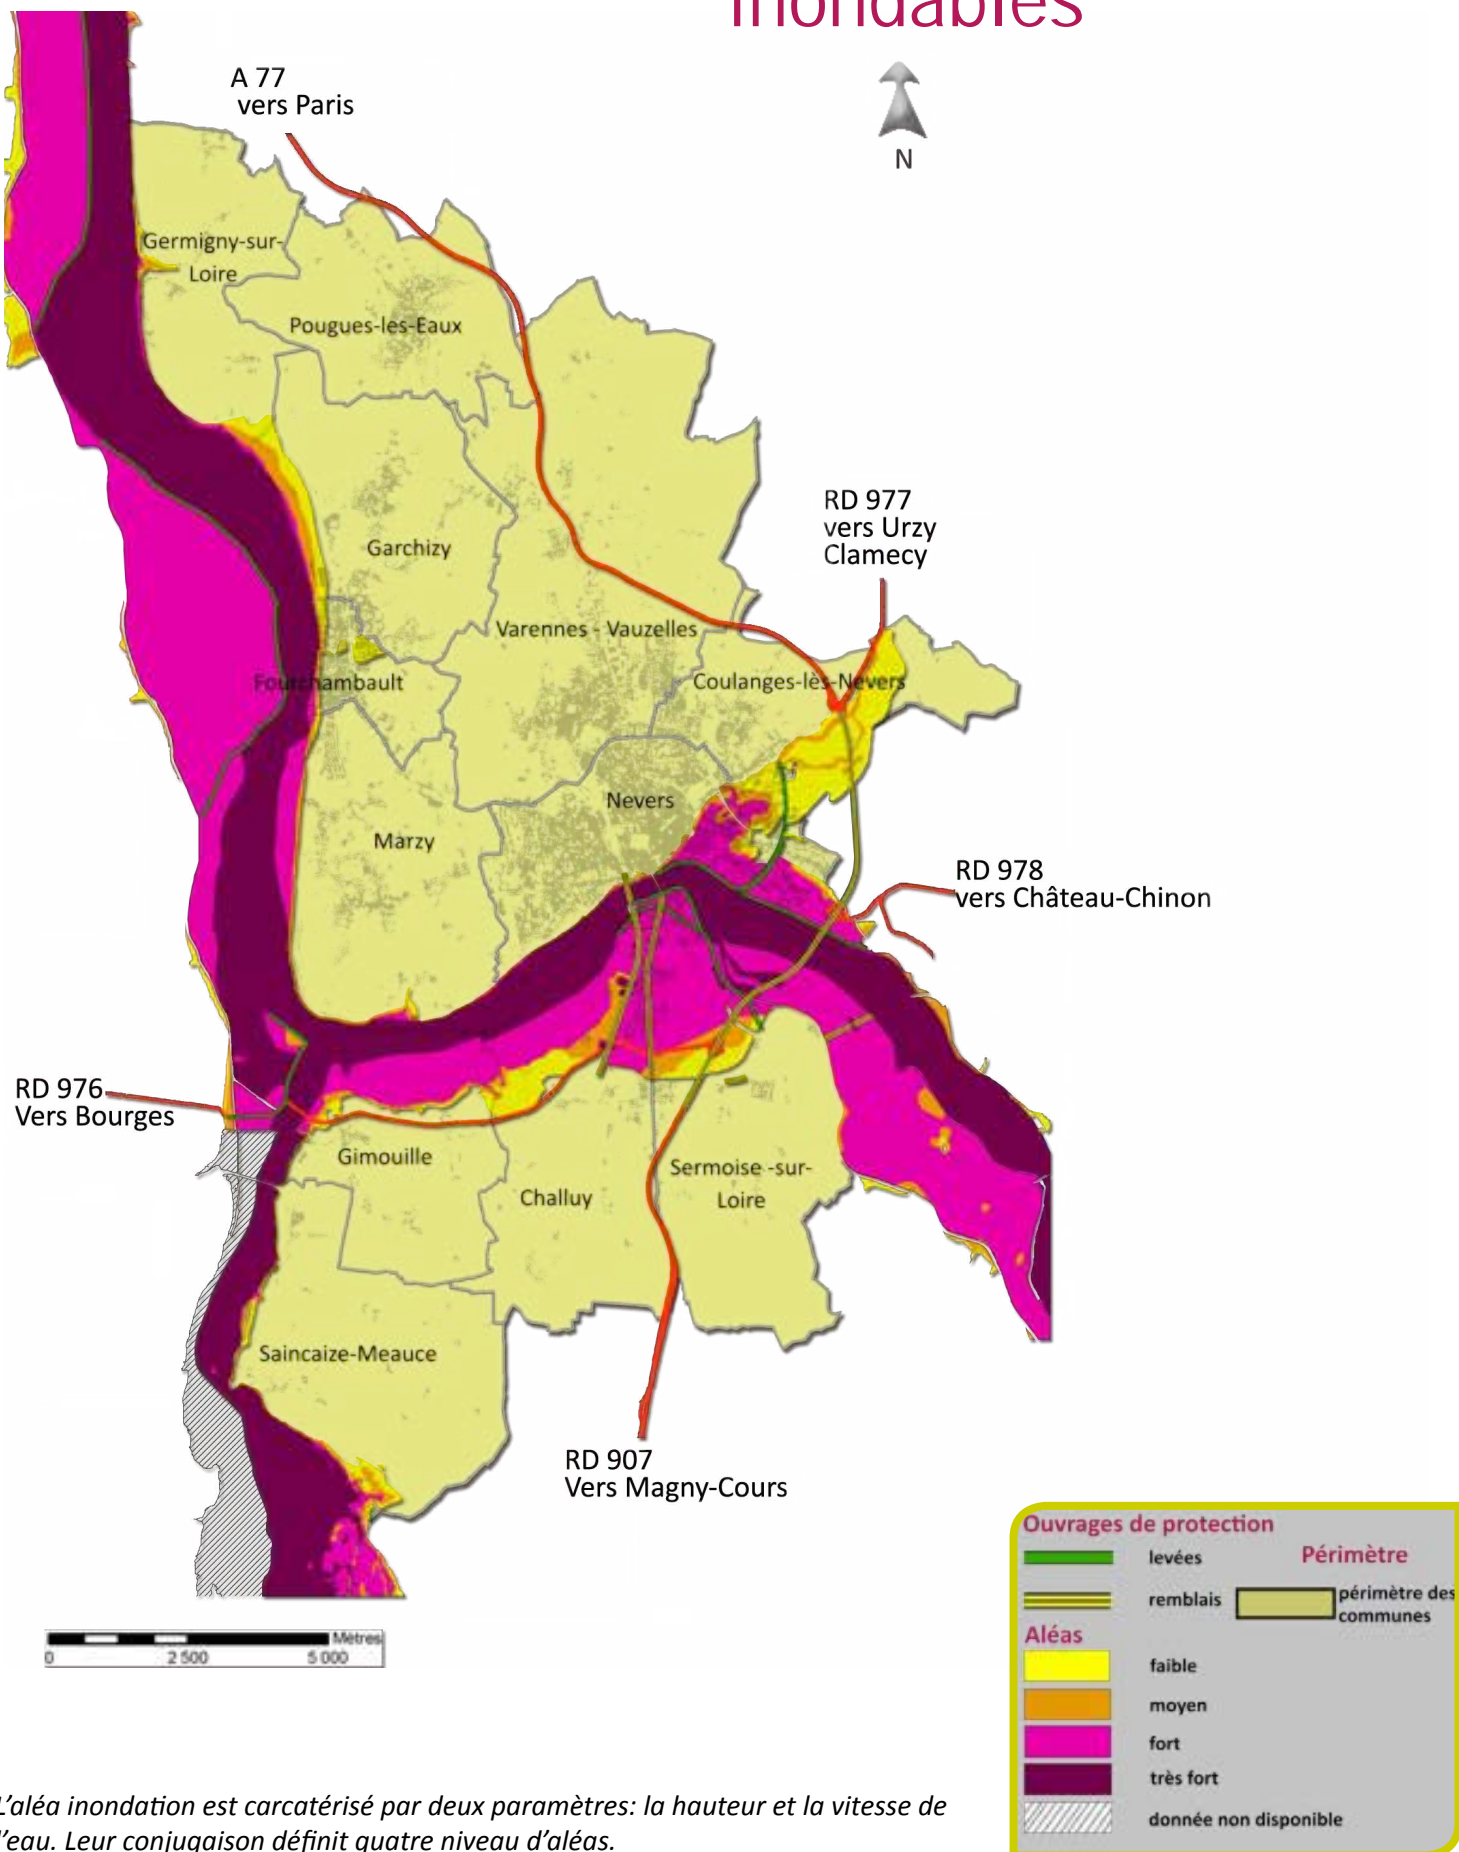 inondables
A 77
vers Paris
N
Germigny-sur-
Loire
Pougues-les-Eaux
RD 977
vers Urzy
Clamecy
Garchizy
Varennes - Vauzelles
Fourchambault
Coulanges-lès-Nevers
Nevers
Marzy
RD 978
vers Château-Chinon
RD 976
Vers Bourges
Gimouille
Challuy
Sermoise -sur-
Loire
Saincaize-Meauce
RD 907
Vers Magny-Cours
Mètres
0 2 500 5 000
Ouvrages de protection
levées
remblais
Périmètre
périmètre des
communes
Aléas
faible
moyen
fort
très fort
donnée non disponible
L'aléa inondation est carcatérisé par deux paramètres: la hauteur et la vitesse de
l'eau. Leur conjugaison définit quatre niveau d'aléas.